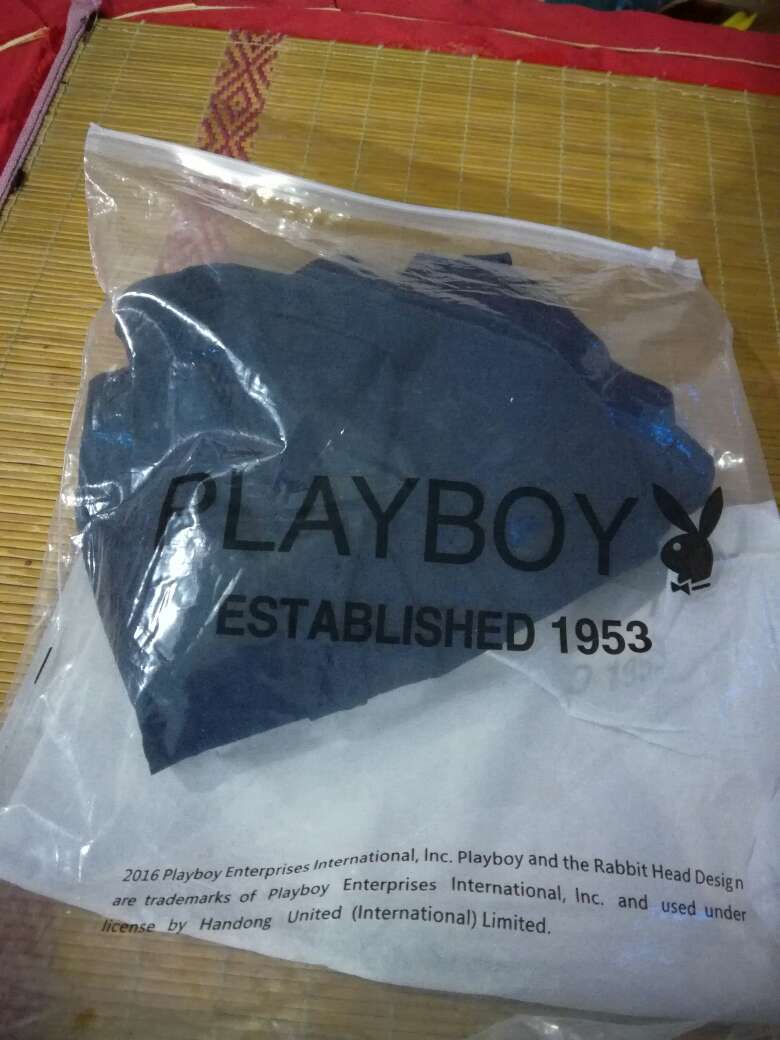 PLAYBOY
ESTABLISHED 1953
2016 Playboy Enterprises International, Inc. Playboy and the Rabbit Head Design
are trademarks of Playboy Enterprises International, Inc. and used under
license by Handong United (International) Limited.